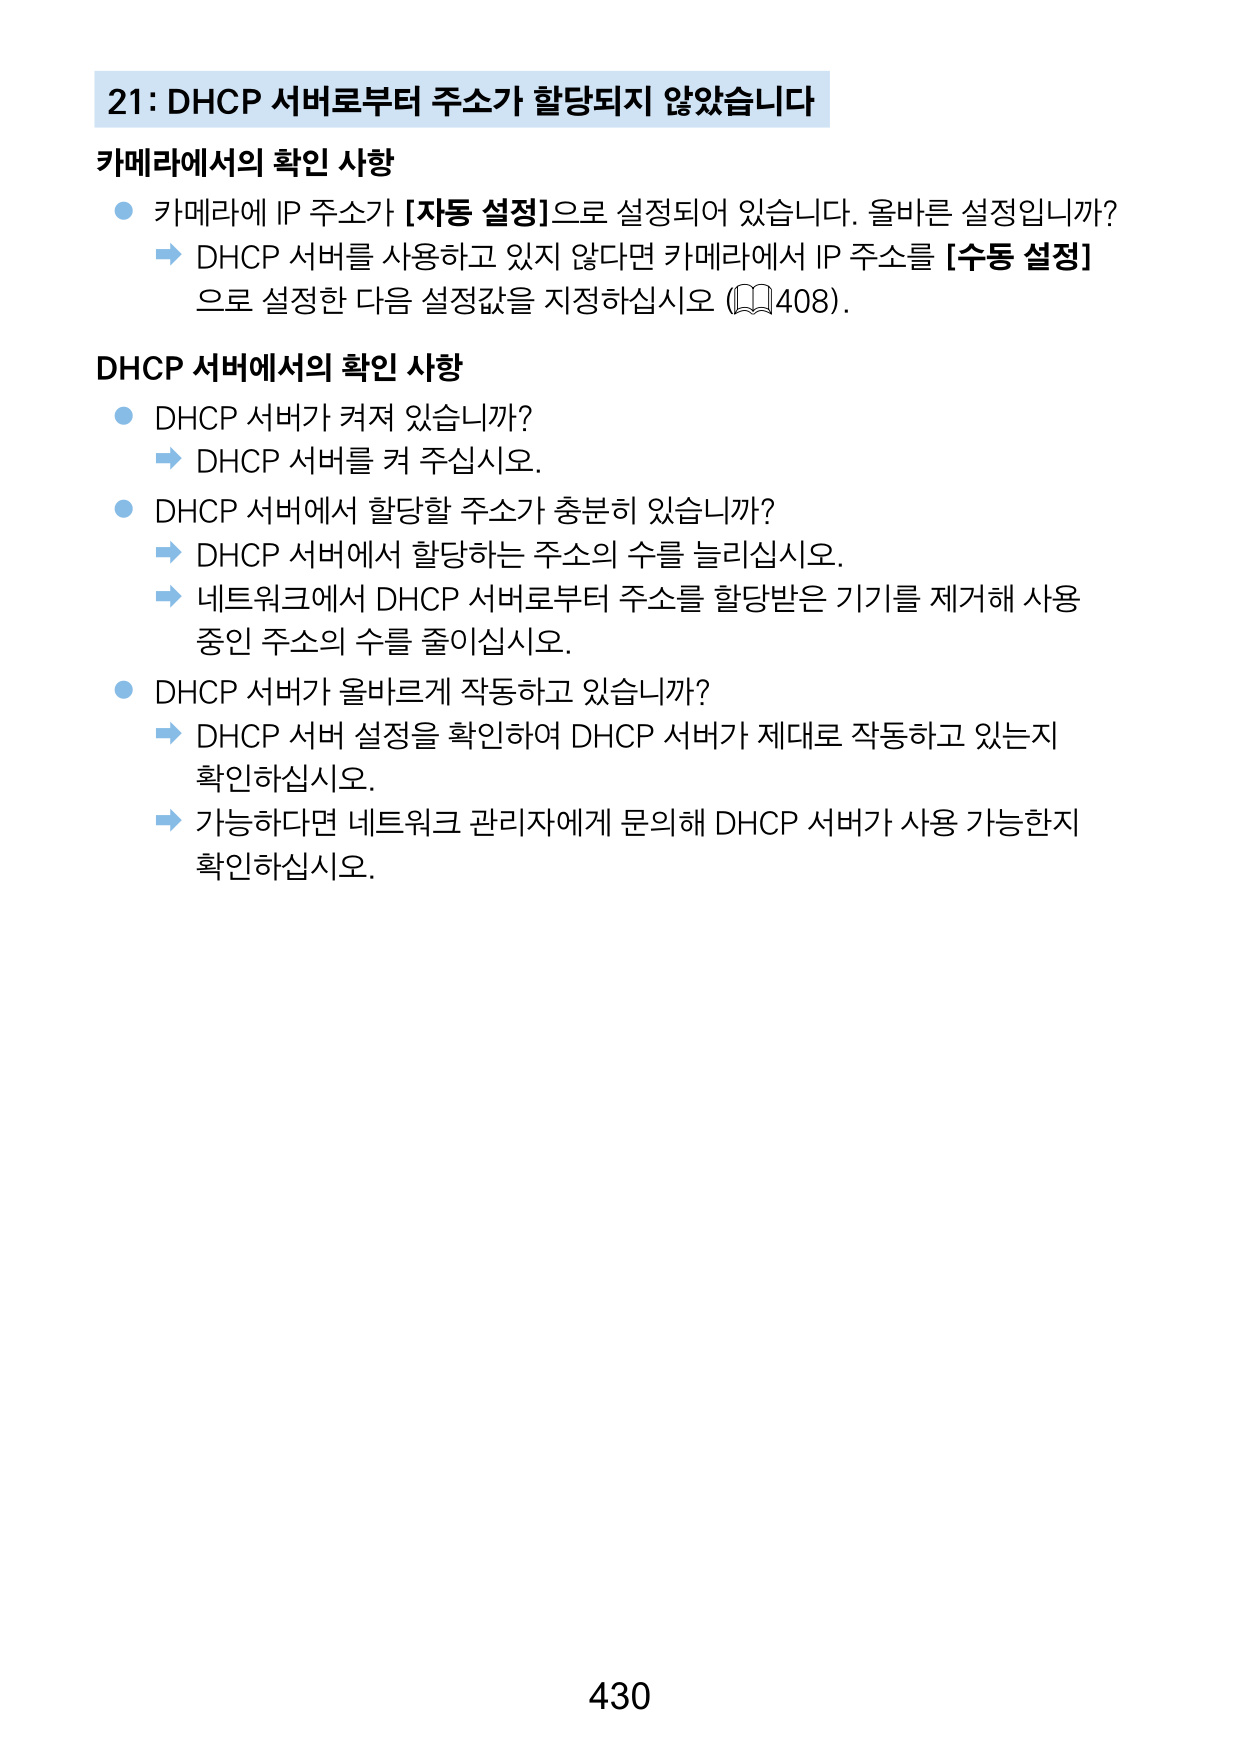 21: DHCP 서버로부터 주소가 할당되지 않았습니다
카메라에서의 확인 사항
● 카메라에 IP 주소가 [자동 설정]으로 설정되어 있습니다. 올바른 설정입니까?
➡ DHCP 서버를 사용하고 있지 않다면 카메라에서 IP 주소를 [수동 설정]
으로 설정한 다음 설정값을 지정하십시오 (📖408).
DHCP 서버에서의 확인 사항
● DHCP 서버가 켜져 있습니까?
➡ DHCP 서버를 켜 주십시오.
● DHCP 서버에서 할당할 주소가 충분히 있습니까?
➡ DHCP 서버에서 할당하는 주소의 수를 늘리십시오.
➡ 네트워크에서 DHCP 서버로부터 주소를 할당받은 기기를 제거해 사용
중인 주소의 수를 줄이십시오.
● DHCP 서버가 올바르게 작동하고 있습니까?
➡ DHCP 서버 설정을 확인하여 DHCP 서버가 제대로 작동하고 있는지
확인하십시오.
➡ 가능하다면 네트워크 관리자에게 문의해 DHCP 서버가 사용 가능한지
확인하십시오.
430